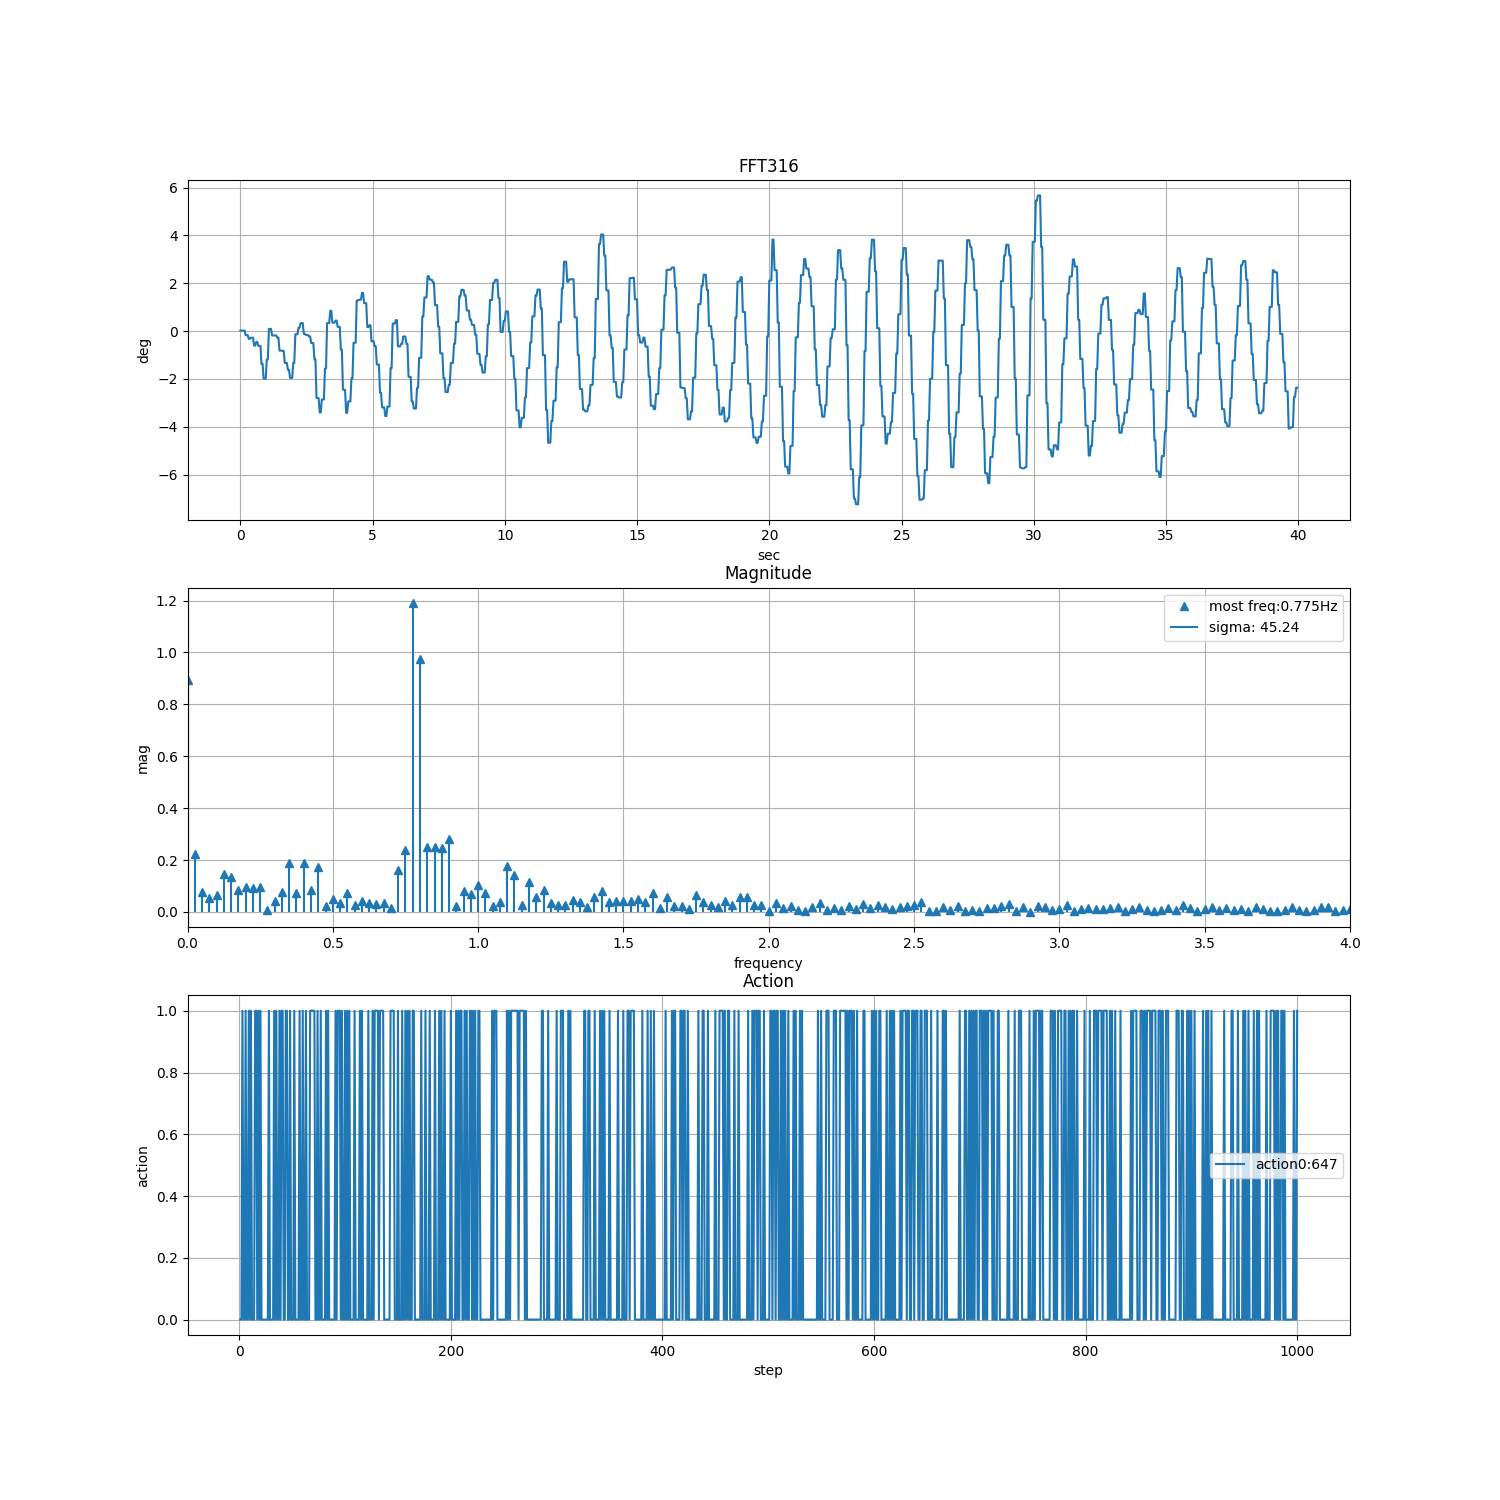 FFT316
6
4
2
0
−2
−4
−6
deg
0 5 10 15 20 25 30 35 40
sec
Magnitude
1.2
1.0
0.8
0.6
0.4
0.2
0.0
mag
most freq:0.775Hz
sigma: 45.24
0.0 0.5 1.0 1.5 2.0 2.5 3.0 3.5 4.0
frequency
Action
1.0
0.8
0.6
0.4
0.2
0.0
action
action0:647
0 200 400 600 800 1000
step